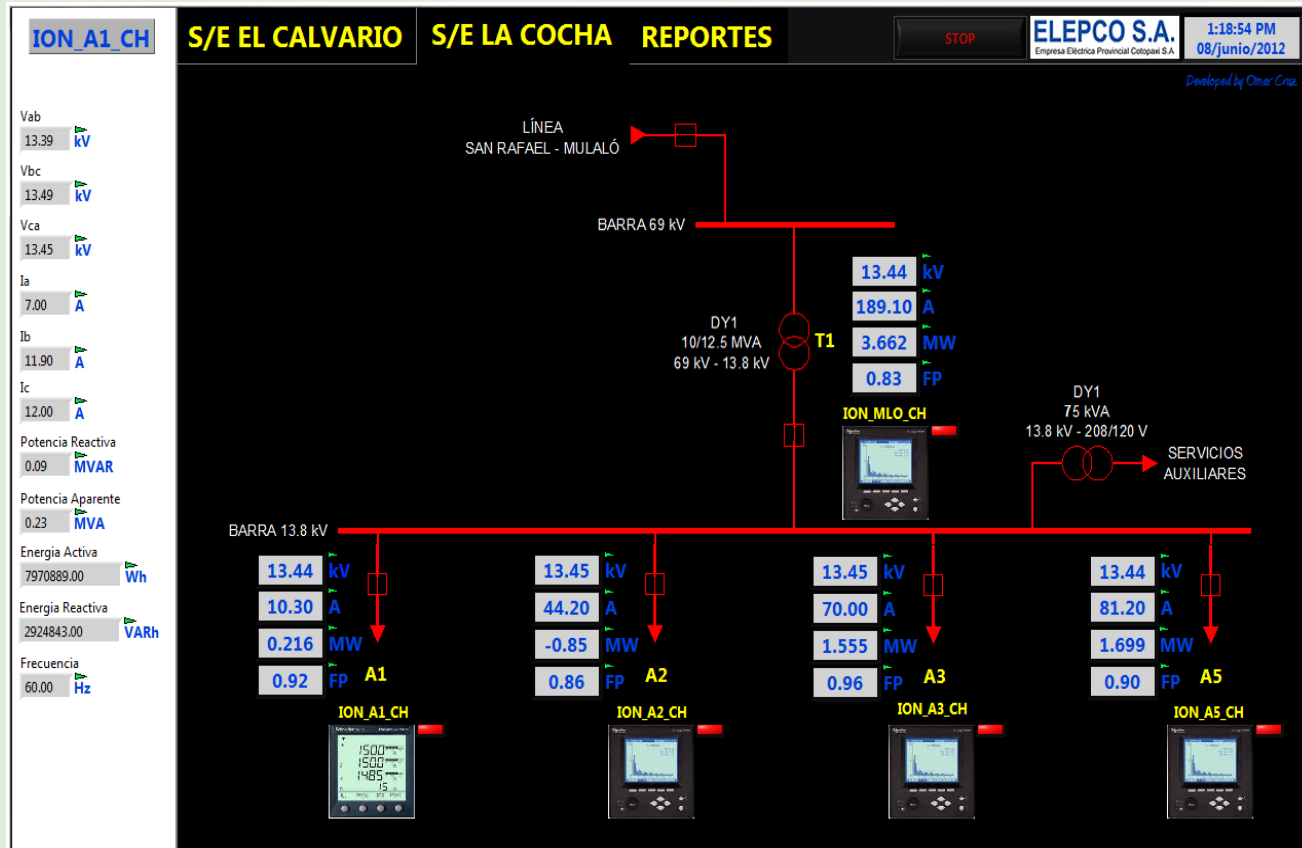 ION_A1_CH
S/E EL CALVARIO
S/E LA COCHA
REPORTES
STOP
ELEPCO S.A.
Empresa Eléctrica Provincial Cotopaxi S.A
1:18:54 PM
08/junio/2012
Developed by Omar Cruz
Vab
13.39 kV
Vbc
13.49 kV
Vca
13.45 kV
Ia
7.00 A
Ib
11.90 A
Ic
12.00 A
Potencia Reactiva
0.09 MVAR
Potencia Aparente
0.23 MVA
Energia Activa
7970889.00 Wh
Energia Reactiva
2924843.00 VARh
Frecuencia
60.00 Hz
LÍNEA
SAN RAFAEL - MULALÓ
BARRA 69 kV
DY1
10/12.5 MVA
69 kV - 13.8 kV
T1
13.44 kV
189.10 A
3.662 MW
0.83 FP
ION_MLO_CH
DY1
75 kVA
13.8 kV - 208/120 V
SERVICIOS
AUXILIARES
BARRA 13.8 kV
13.44 kV
10.30 A
0.216 MW
0.92 FP
A1
ION_A1_CH
1500
1500
1485
15
13.45 kV
44.20 A
-0.85 MW
0.86 FP
A2
ION_A2_CH
13.45 kV
70.00 A
1.555 MW
0.96 FP
A3
ION_A3_CH
13.44 kV
81.20 A
1.699 MW
0.90 FP
A5
ION_A5_CH